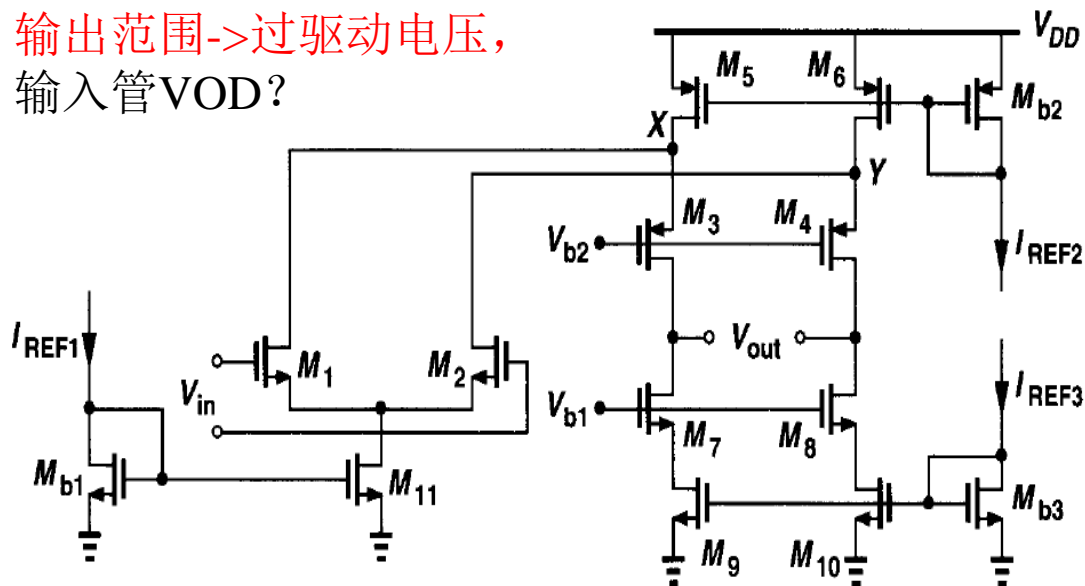 输出范围->过驱动电压，
输入管VOD？
VDD
M5
M6
Mb2
X
Y
M3
M4
Vb2
IREF2
IREF1
M1
M2
Vout
Vin
Vb1
IREF3
M7
M8
Mb1
M11
Mb3
M9
M10